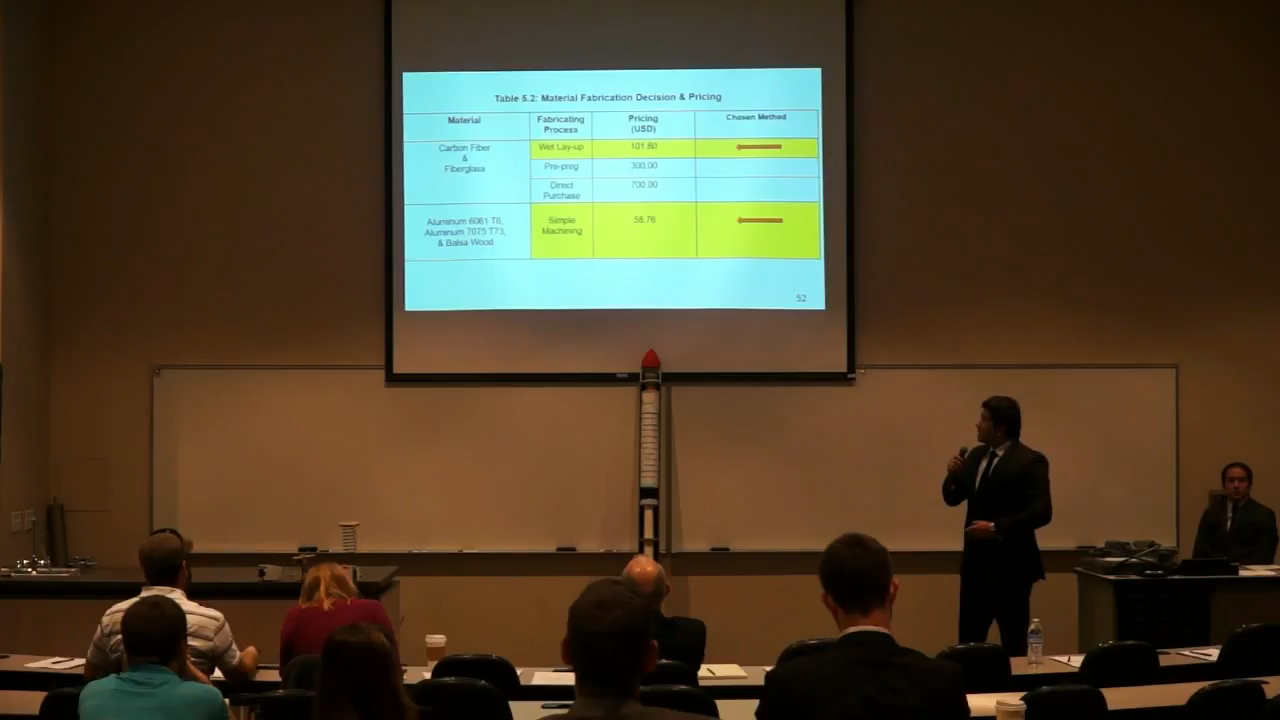 Table 5.2: Material Fabrication Decision & Pricing
Material
Fabricating
Process
Pricing
(USD)
Chosen Method
Carbon Fiber
&
Fiberglass
Wet Lay-up
101.60
Pre-preg
300.00
Direct
Purchase
700.00
Aluminum 6061 T6,
Aluminum 7075 T73,
& Balsa Wood
Simple
Machining
58.76
52